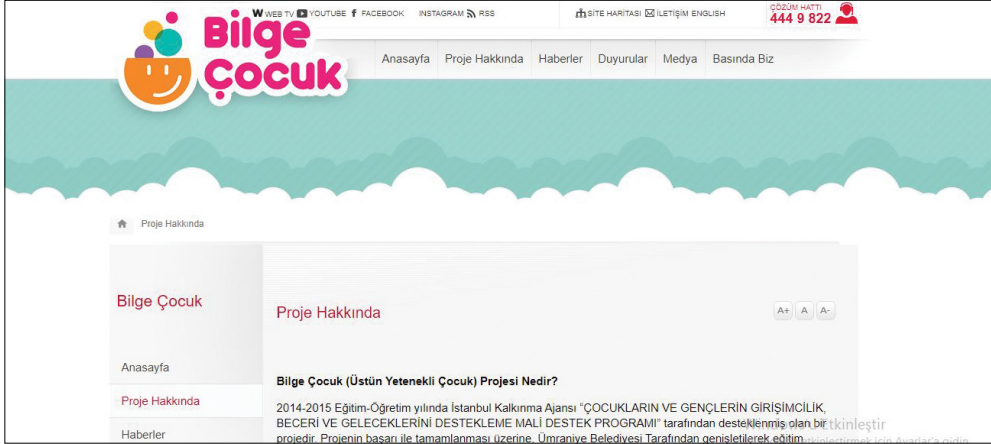 W WEB TV YOUTUBE f FACEBOOK INSTAGRAM RSS SİTE HARİTASI İLETİŞİM ENGLISH
ÇÖZÜM HATTI
444 9 822
Bilge
Çocuk
Anasayfa Proje Hakkında Haberler Duyurular Medya Basında Biz
Proje Hakkında
Bilge Çocuk
Anasayfa
Proje Hakkında
Haberler
Proje Hakkında
A+ A A-
Bilge Çocuk (Üstün Yetenekli Çocuk) Projesi Nedir?
2014-2015 Eğitim-Öğretim yılında İstanbul Kalkınma Ajansı “ÇOCUKLARIN VE GENÇLERİN GİRİŞİMCİLİK,
BECERİ VE GELECEKLERİNİ DESTEKLEME MALİ DESTEK PROGRAMI” tarafından desteklenmiş olan bir
projedir. Projenin başarı ile tamamlanması üzerine, Ümraniye Belediyesi Tarafından genişletilerek eğitim